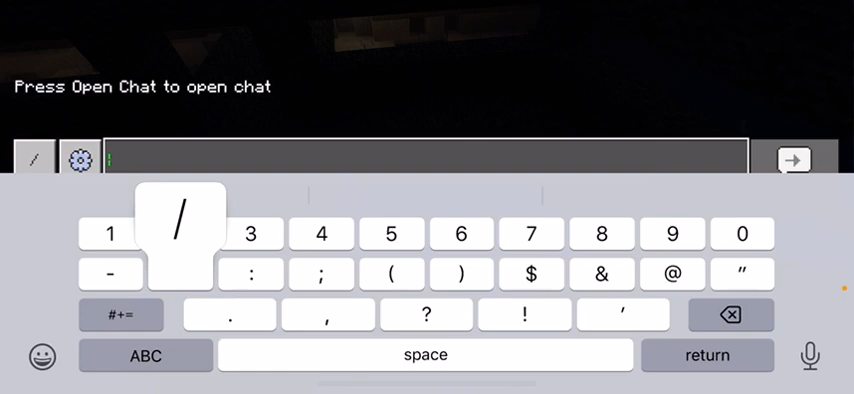 Press Open Chat to open chat
/
1 / 3 4 5 6 7 8 9 0
- : ; ( ) $ & @ "
#+= . , ? ! '
ABC space return